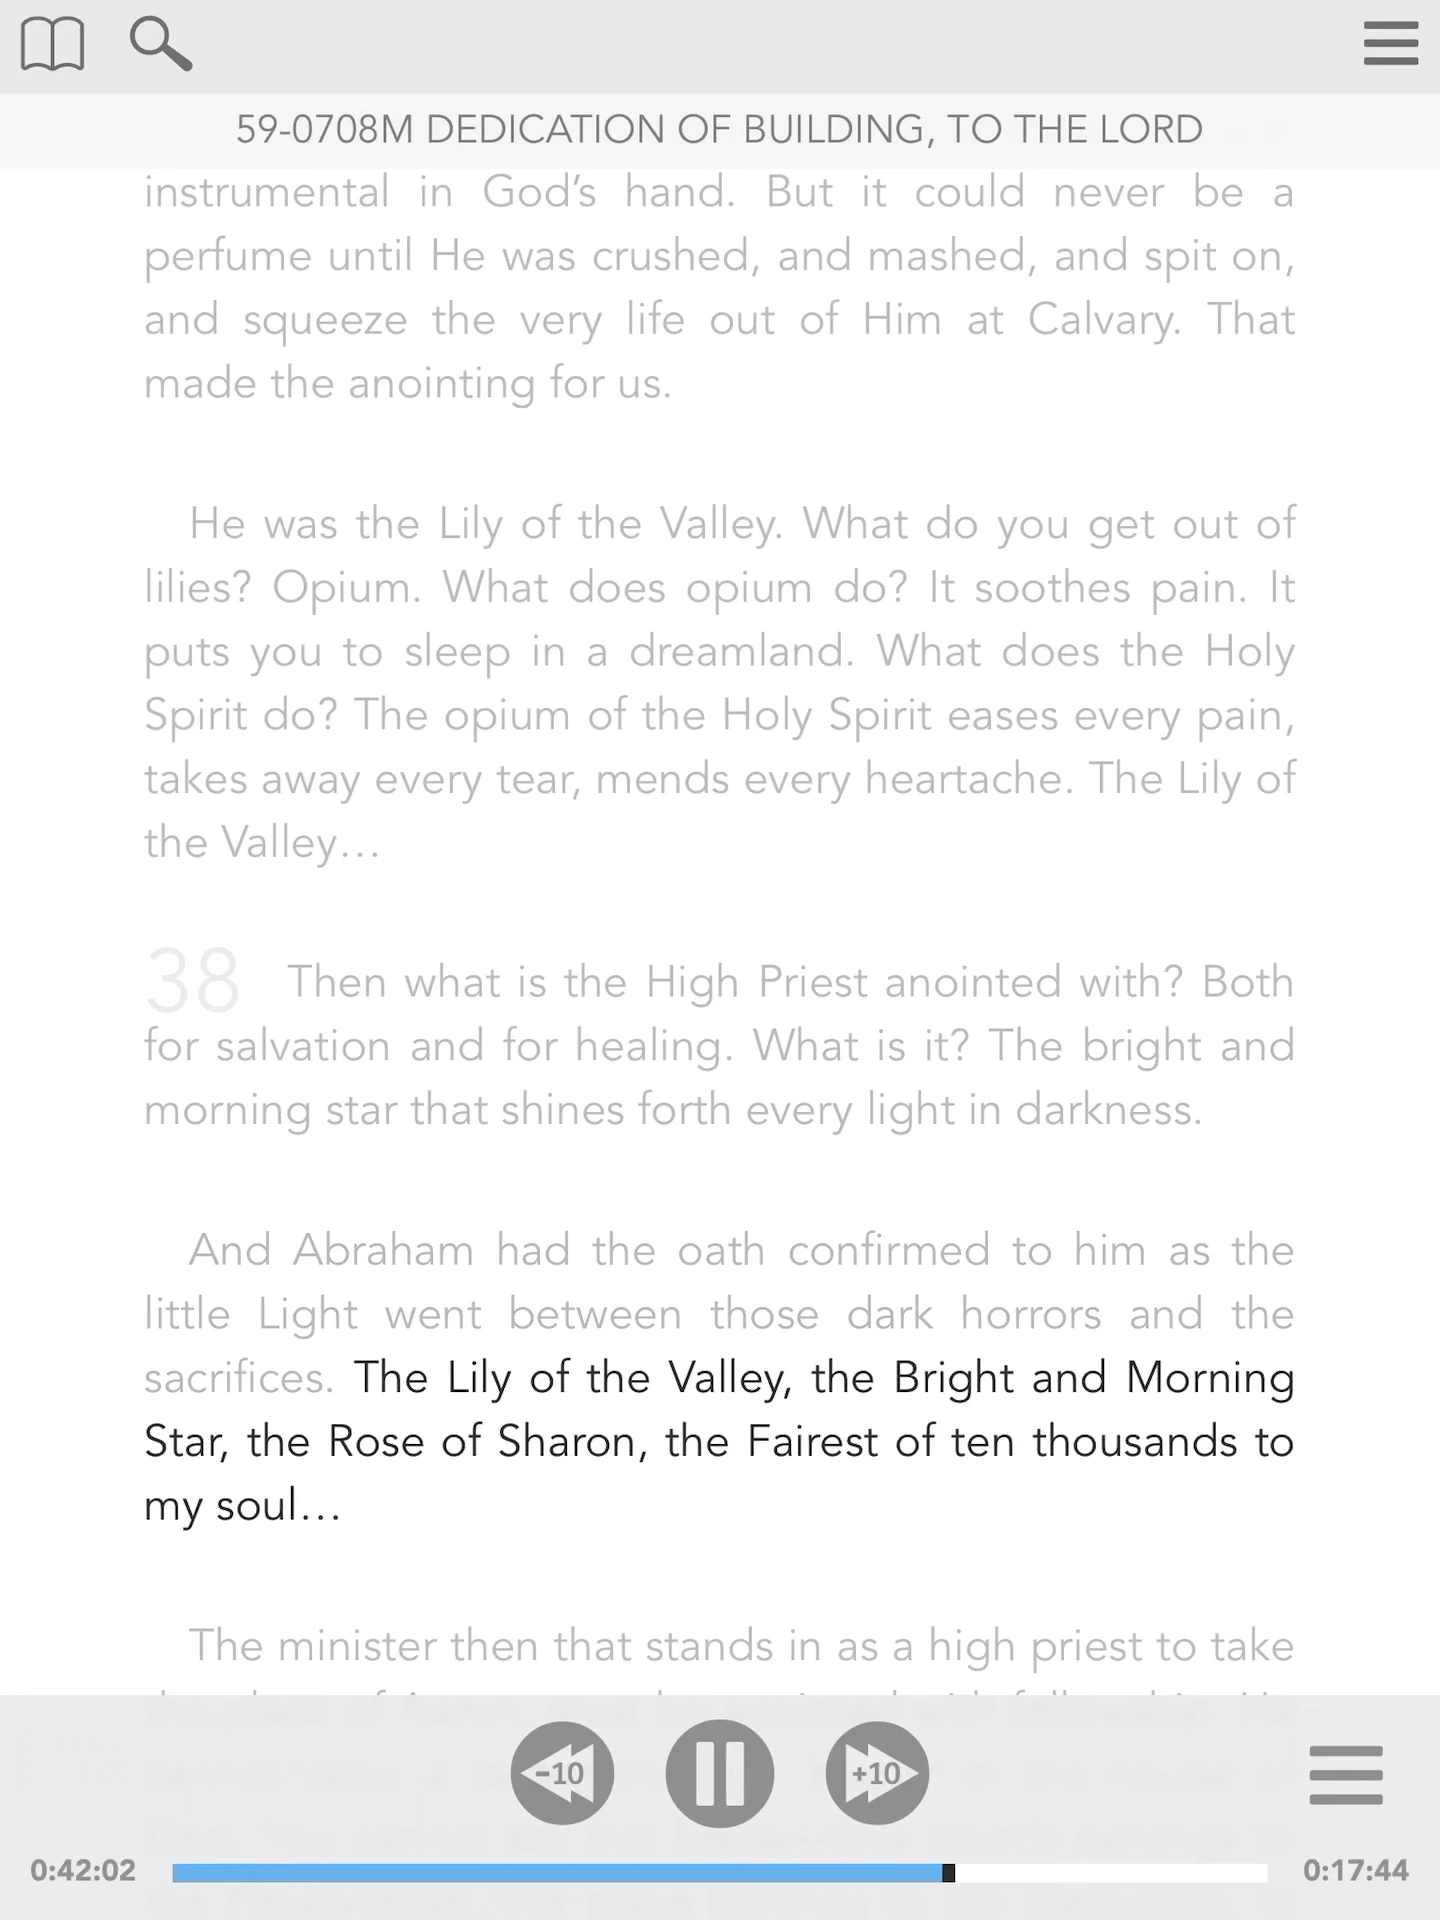 59-0708M DEDICATION OF BUILDING, TO THE LORD
instrumental in God’s hand. But it could never be a
perfume until He was crushed, and mashed, and spit on,
and squeeze the very life out of Him at Calvary. That
made the anointing for us.
He was the Lily of the Valley. What do you get out of
lilies? Opium. What does opium do? It soothes pain. It
puts you to sleep in a dreamland. What does the Holy
Spirit do? The opium of the Holy Spirit eases every pain,
takes away every tear, mends every heartache. The Lily of
the Valley…
38 Then what is the High Priest anointed with? Both
for salvation and for healing. What is it? The bright and
morning star that shines forth every light in darkness.
And Abraham had the oath confirmed to him as the
little Light went between those dark horrors and the
sacrifices. The Lily of the Valley, the Bright and Morning
Star, the Rose of Sharon, the Fairest of ten thousands to
my soul…
The minister then that stands in as a high priest to take
-10 +10
0:42:02 0:17:44